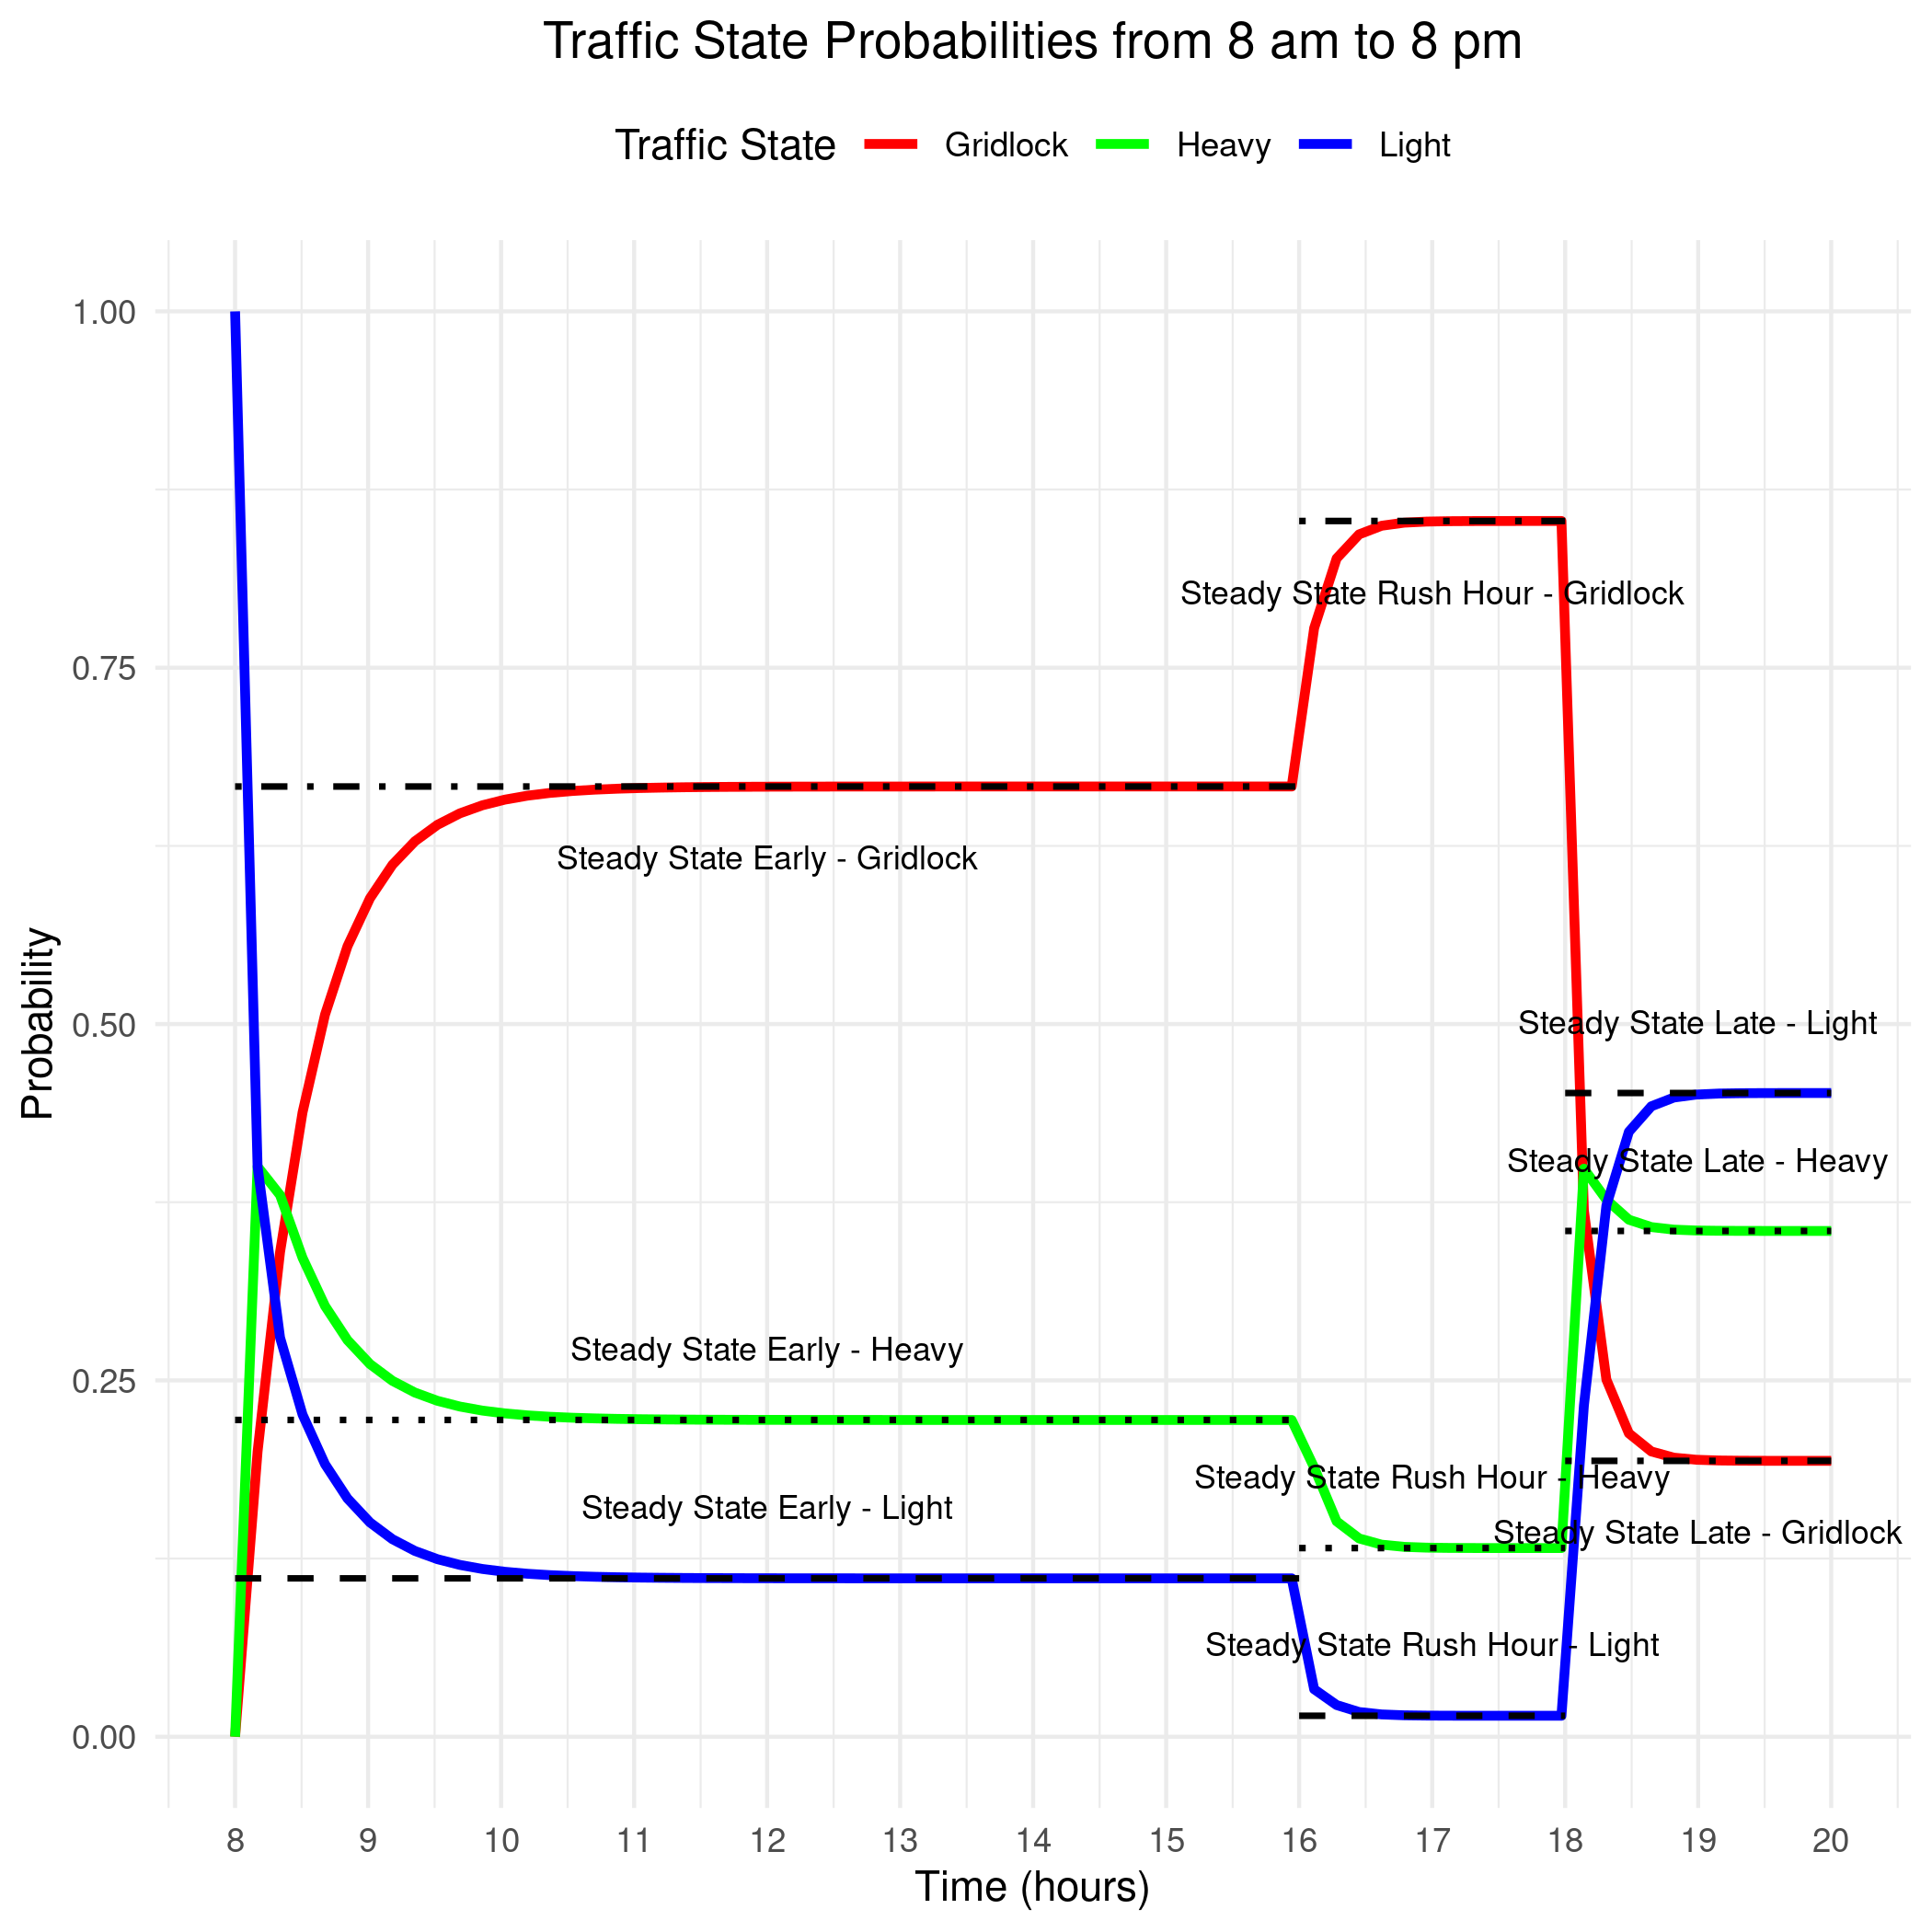 Traffic State Probabilities from 8 am to 8 pm
Traffic State Gridlock Heavy Light
1.00
Steady State Rush Hour - Gridlock
0.75
Steady State Early - Gridlock
Probability
0.50
Steady State Late - Light
Steady State Late - Heavy
Steady State Early - Heavy
0.25
Steady State Rush Hour - Heavy
Steady State Early - Light
Steady State Late - Gridlock
Steady State Rush Hour - Light
0.00
8 9 10 11 12 13 14 15 16 17 18 19 20
Time (hours)